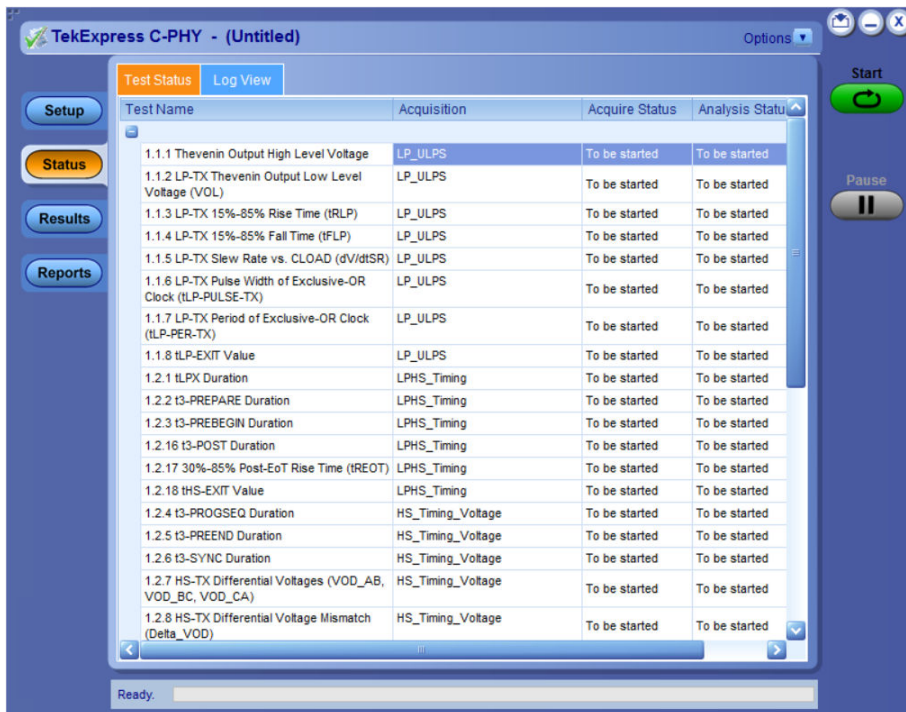 TekExpress C-PHY - (Untitled)
Options
Start
Pause
Setup
Status
Results
Reports
Test Status Log View
Test Name Acquisition Acquire Status Analysis Statu
1.1.1 Thevenin Output High Level Voltage LP_ULPS To be started To be started
1.1.2 LP-TX Thevenin Output Low Level
Voltage (VOL) LP_ULPS To be started To be started
1.1.3 LP-TX 15%-85% Rise Time (tRLP) LP_ULPS To be started To be started
1.1.4 LP-TX 15%-85% Fall Time (tFLP) LP_ULPS To be started To be started
1.1.5 LP-TX Slew Rate vs. CLOAD (dV/dtSR) LP_ULPS To be started To be started
1.1.6 LP-TX Pulse Width of Exclusive-OR
Clock (tLP-PULSE-TX) LP_ULPS To be started To be started
1.1.7 LP-TX Period of Exclusive-OR Clock
(tLP-PER-TX) LP_ULPS To be started To be started
1.1.8 tLP-EXIT Value LP_ULPS To be started To be started
1.2.1 tLPX Duration LPHS_Timing To be started To be started
1.2.2 t3-PREPARE Duration LPHS_Timing To be started To be started
1.2.3 t3-PREBEGIN Duration LPHS_Timing To be started To be started
1.2.16 t3-POST Duration LPHS_Timing To be started To be started
1.2.17 30%-85% Post-EoT Rise Time (tREOT) LPHS_Timing To be started To be started
1.2.18 tHS-EXIT Value LPHS_Timing To be started To be started
1.2.4 t3-PROGSEQ Duration HS_Timing_Voltage To be started To be started
1.2.5 t3-PREEND Duration HS_Timing_Voltage To be started To be started
1.2.6 t3-SYNC Duration HS_Timing_Voltage To be started To be started
1.2.7 HS-TX Differential Voltages (VOD_AB,
VOD_BC, VOD_CA) HS_Timing_Voltage To be started To be started
1.2.8 HS-TX Differential Voltage Mismatch
(Delta_VOD) HS_Timing_Voltage To be started To be started
Ready.